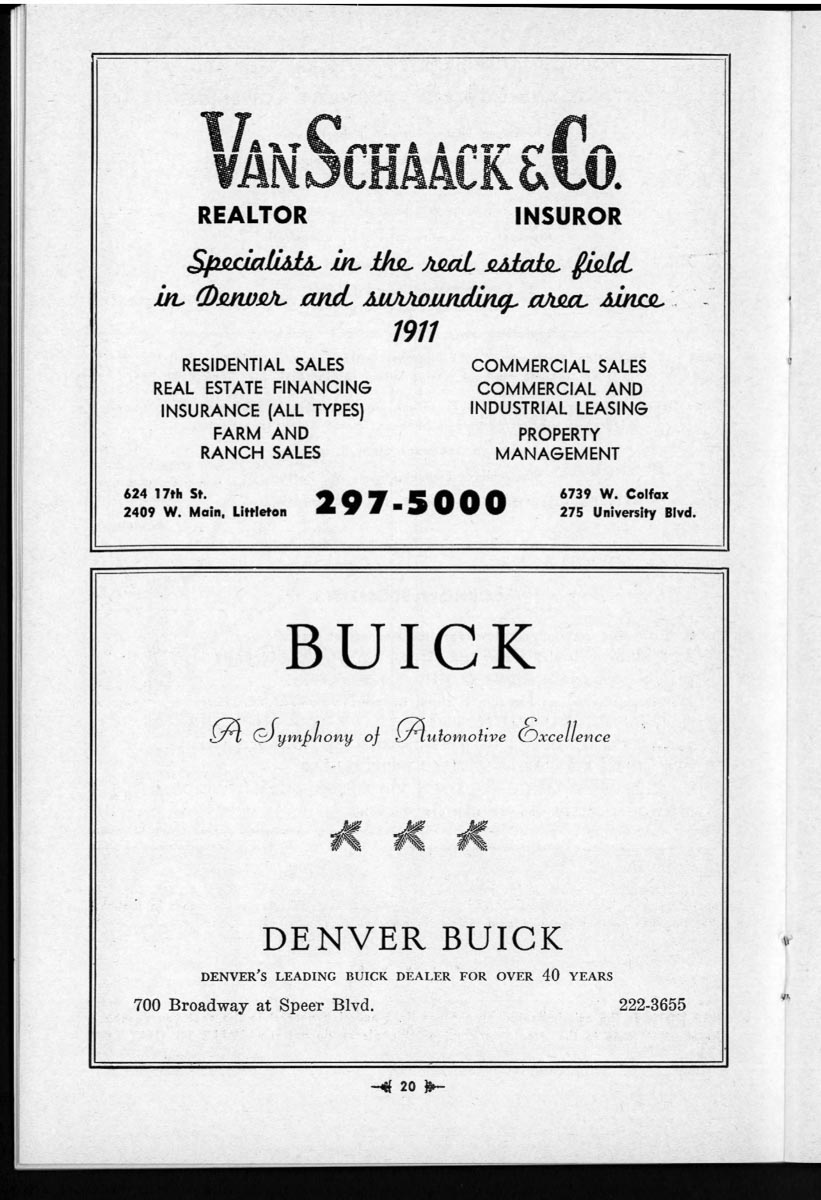 VAN SCHAACK & CO.
REALTOR INSUROR
Specialists in the real estate field
in Denver and surrounding area since
1911
RESIDENTIAL SALES
REAL ESTATE FINANCING
INSURANCE (ALL TYPES)
FARM AND
RANCH SALES
COMMERCIAL SALES
COMMERCIAL AND
INDUSTRIAL LEASING
PROPERTY
MANAGEMENT
624 17th St.
2409 W. Main, Littleton
297-5000
6739 W. Colfax
275 University Blvd.
BUICK
A Symphony of Automotive Excellence
DENVER BUICK
DENVER'S LEADING BUICK DEALER FOR OVER 40 YEARS
700 Broadway at Speer Blvd. 222-3655
20